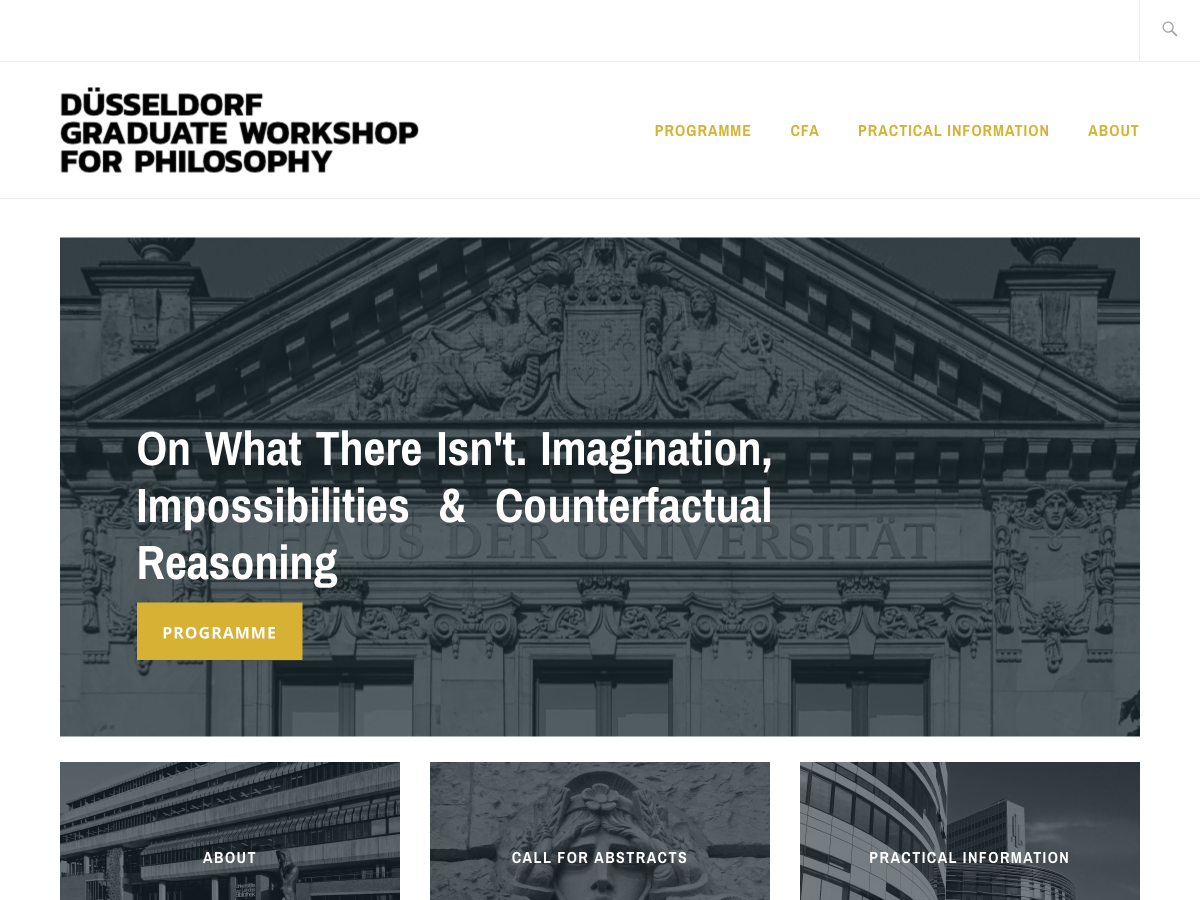 DÜSSELDORF
GRADUATE WORKSHOP
FOR PHILOSOPHY
PROGRAMME
CFA
PRACTICAL INFORMATION
ABOUT
On What There Isn't. Imagination,
Impossibilities & Counterfactual
HAUS DER UNIVERSITÄT
Reasoning
PROGRAMME
ABOUT
CALL FOR ABSTRACTS
PRACTICAL INFORMATION